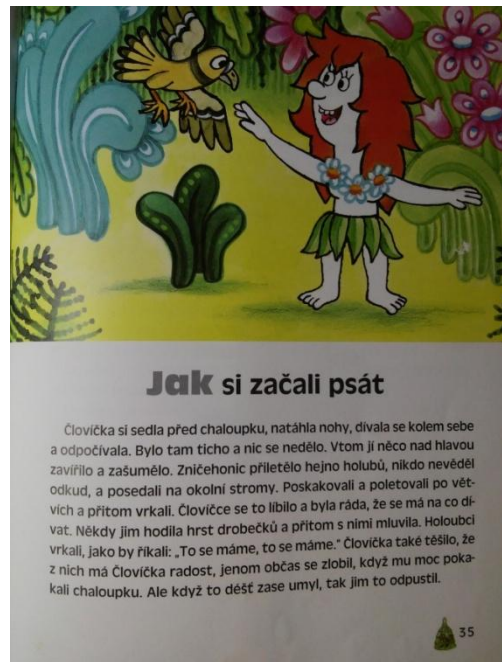 Jak si začali psát
Človíčka si sedla před chaloupku, natáhla nohy, dívala se kolem sebe
a odpočívala. Bylo tam ticho a nic se nedělo. Vtom jí něco nad hlavou
zavířilo a zašumělo. Zničehonic přiletělo hejno holubů, nikdo nevěděl
odkud, a posedali na okolní stromy. Poskakovali a poletovali po vět-
vích a přitom vrkali. Človíčce se to líbilo a byla ráda, že se má na co dí-
vat. Někdy jim hodila hrst drobečků a přitom s nimi mluvila. Holoubci
vrkali, jako by říkali: „To se máme, to se máme.“ Človíčka také těšilo, že
z nich má Človíčka radost, jenom občas se zlobil, když mu moc poka-
kali chaloupku. Ale když to déšť zase umyl, tak jim to odpustil.
35